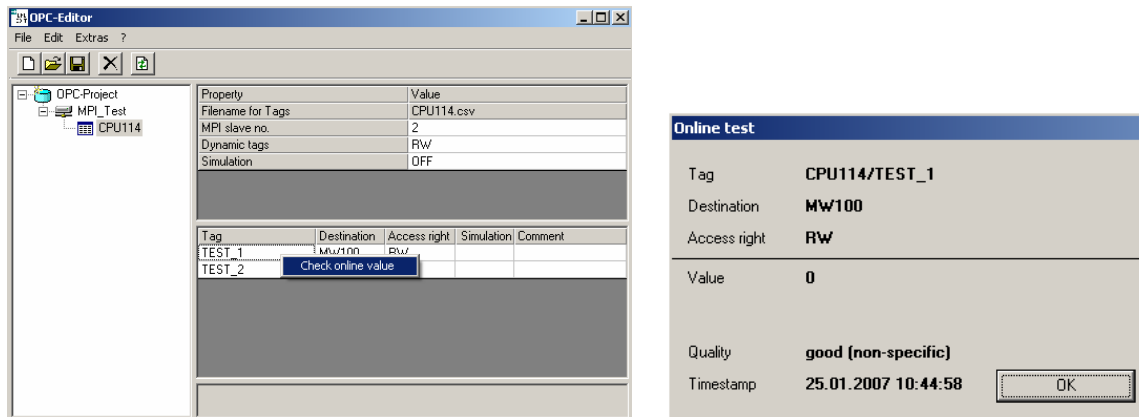 OPC-Editor
File Edit Extras ?
OPC-Project
MPI_Test
CPU114
Property Value
Filename for Tags CPU114.csv
MPI slave no. 2
Dynamic tags RW
Simulation OFF
Tag Destination Access right Simulation Comment
TEST_1 MW100 RW
TEST_2
Check online value
Online test
Tag CPU114/TEST_1
Destination MW100
Access right RW
Value 0
Quality good (non-specific)
Timestamp 25.01.2007 10:44:58
OK